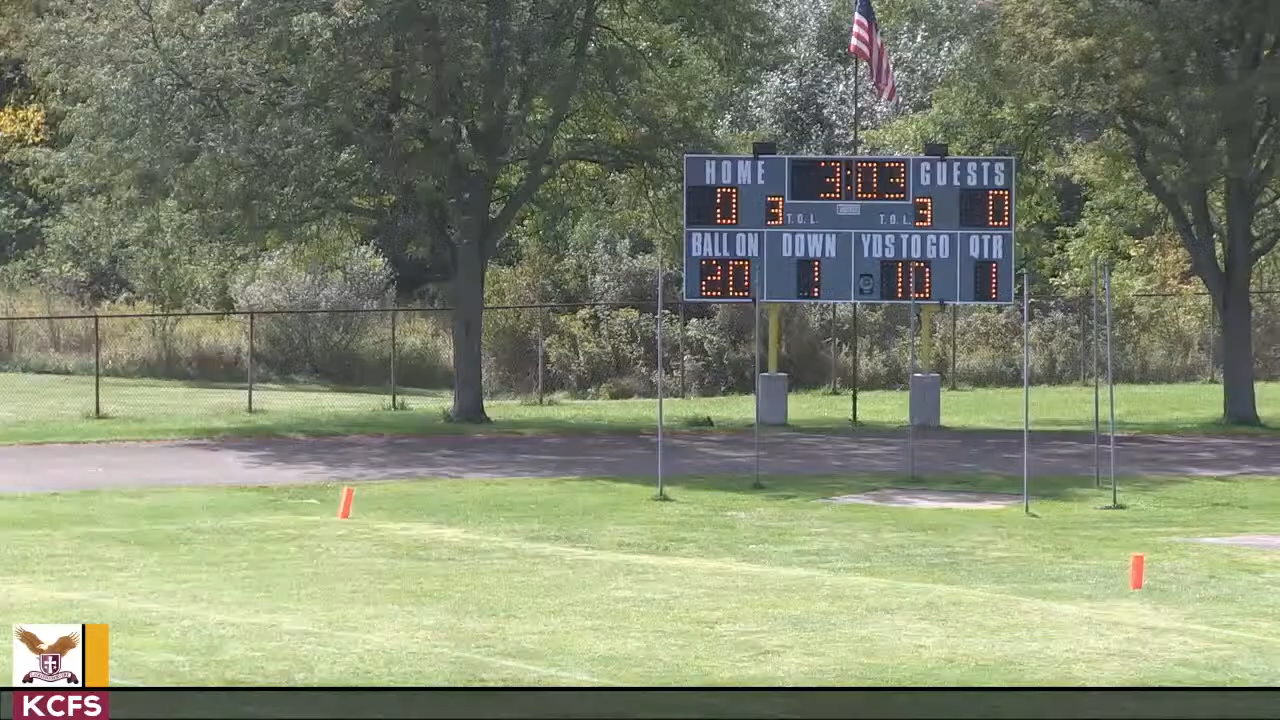 HOME 3:03 GUESTS
0 3 T.O.L. T.O.L. 3 0
BALL ON DOWN YDS TO GO QTR
20 1 10 1
KCFS